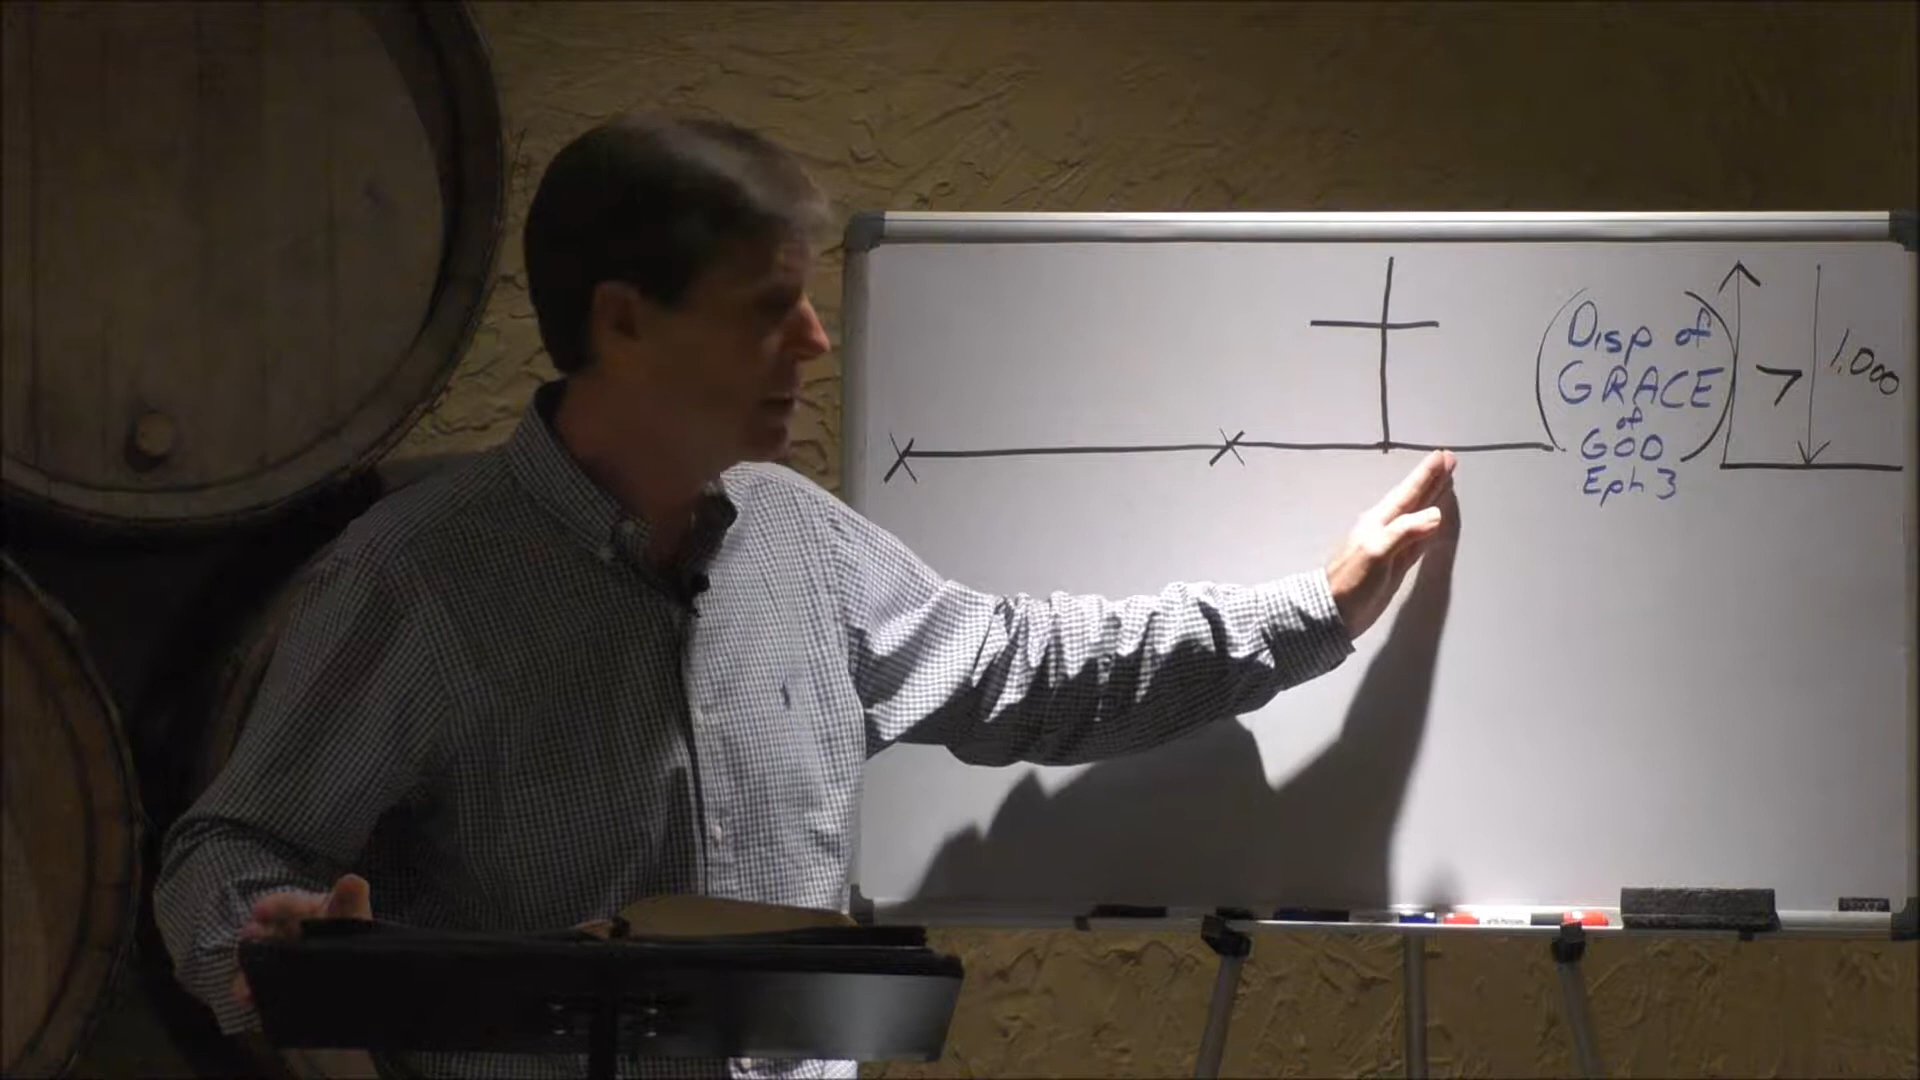 Disp of
GRACE
of
GOD
Eph 3
7
1,000